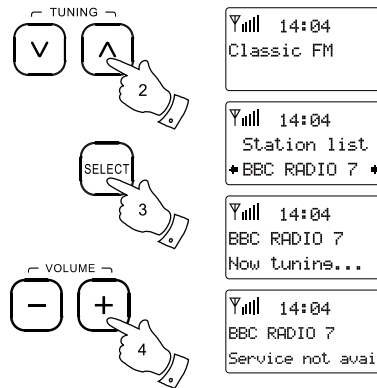 TUNING
2
SELECT
3
VOLUME
4
14:04
Classic FM
14:04
Station list
BBC RADIO 7
14:04
BBC RADIO 7
Now tuning...
14:04
BBC RADIO 7
Service not avai